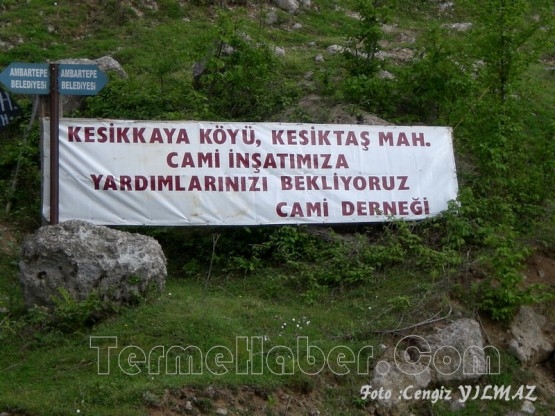 AMBARTEPE
BELEDİYESİ
AMBARTEPE
BELEDİYESİ
KESİKKAYA KÖYÜ, KESİKTAŞ MAH.
CAMİ İNŞATIMIZA
YARDIMLARINIZI BEKLİYORUZ
CAMİ DERNEĞİ
TermeHaber.Com
Foto :Cengiz YILMAZ